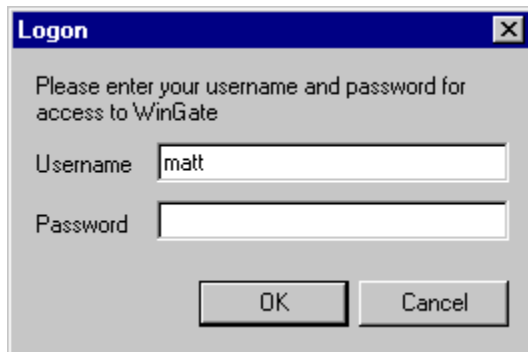 Logon
Please enter your username and password for
access to WinGate
Username matt
Password
OK Cancel